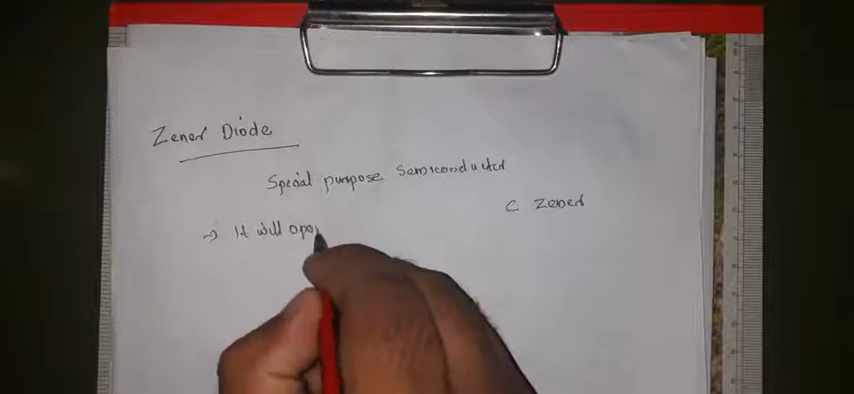 Zener Diode
Special purpose semiconductor
C Zener
→ It will ope